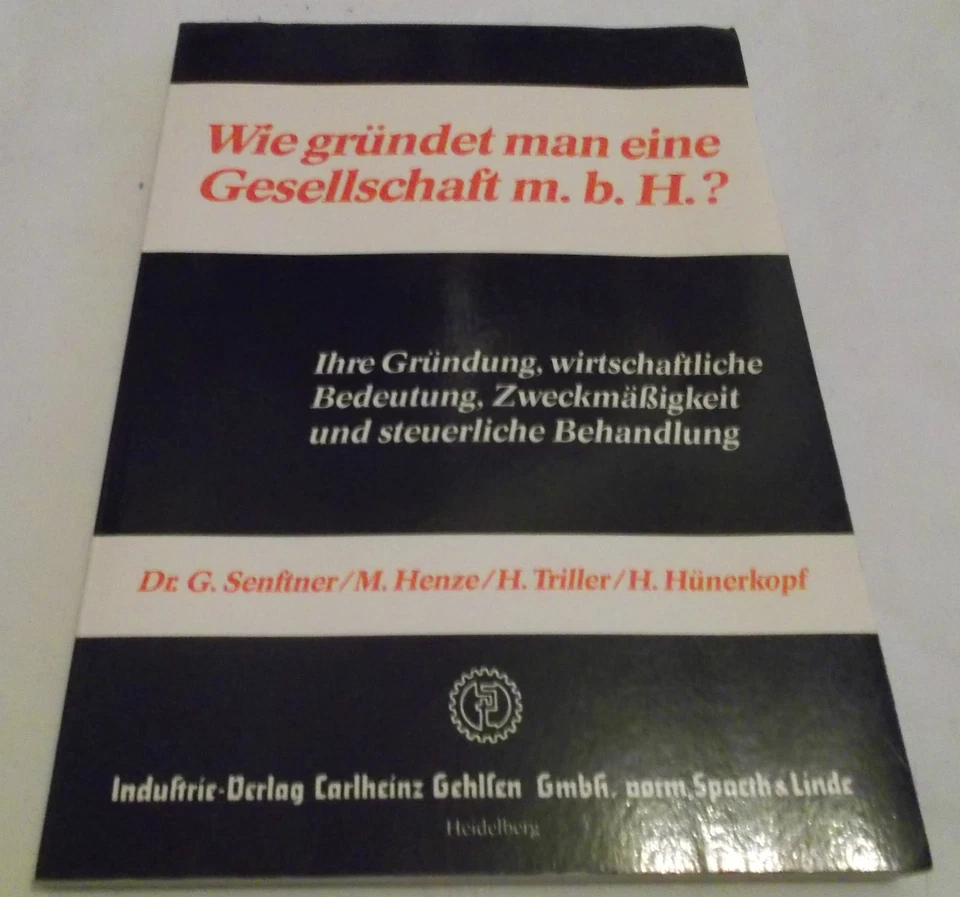 Wie gründet man eine
Gesellschaft m. b. H.?
Ihre Gründung, wirtschaftliche
Bedeutung, Zweckmäßigkeit
und steuerliche Behandlung
Dr. G. Senftner/M. Henze/H. Triller/H. Hünerkopf
Industrie-Verlag Carlheinz Gehlsen GmbH. vorm. Spaeth & Linde
Heidelberg